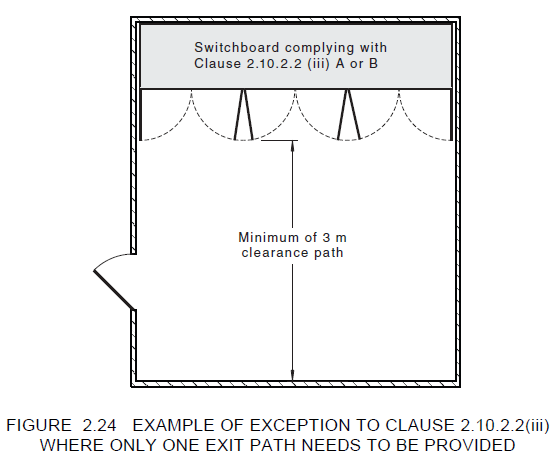 Switchboard complying with
Clause 2.10.2.2 (iii) A or B
Minimum of 3 m
clearance path
FIGURE 2.24 EXAMPLE OF EXCEPTION TO CLAUSE 2.10.2.2(iii)
WHERE ONLY ONE EXIT PATH NEEDS TO BE PROVIDED